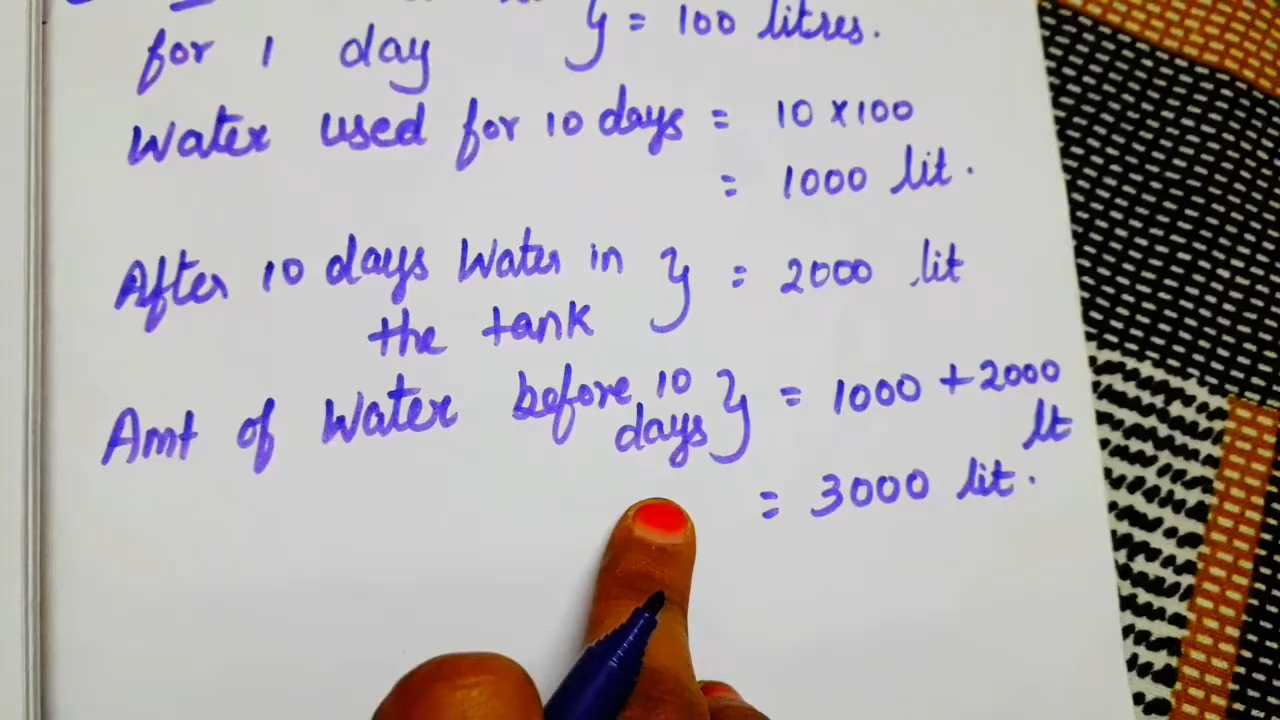 for 1 day } = 100 litres.
Water used for 10 days = 10 x 100
= 1000 lit.
After 10 days Water in } = 2000 lit
the tank
Amt of Water before 10 } = 1000 + 2000
days lt
= 3000 lit.